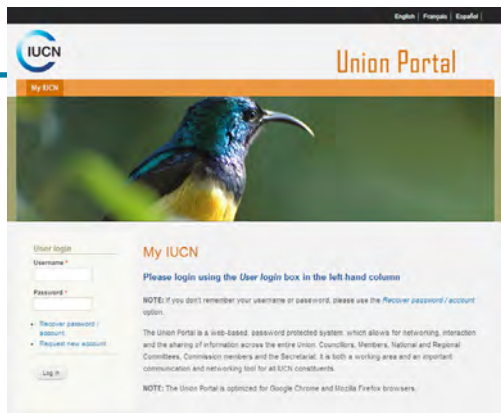 English | Français | Español |
IUCN
Union Portal
My IUCN
User login
Username *
Password *
Recover password /
account
Request new account
Log in
My IUCN
Please login using the User login box in the left-hand column
NOTE: If you don't remember your username or password, please use the Recover password / account
option.
The Union Portal is a web-based, password protected system, which allows for networking, interaction
and the sharing of information across the entire Union: Councillors, Members, National and Regional
Committees, Commission members and the Secretariat. It is both a working area and an important
communication and networking tool for all IUCN constituents.
NOTE: The Union Portal is optimized for Google Chrome and Mozilla Firefox browsers.